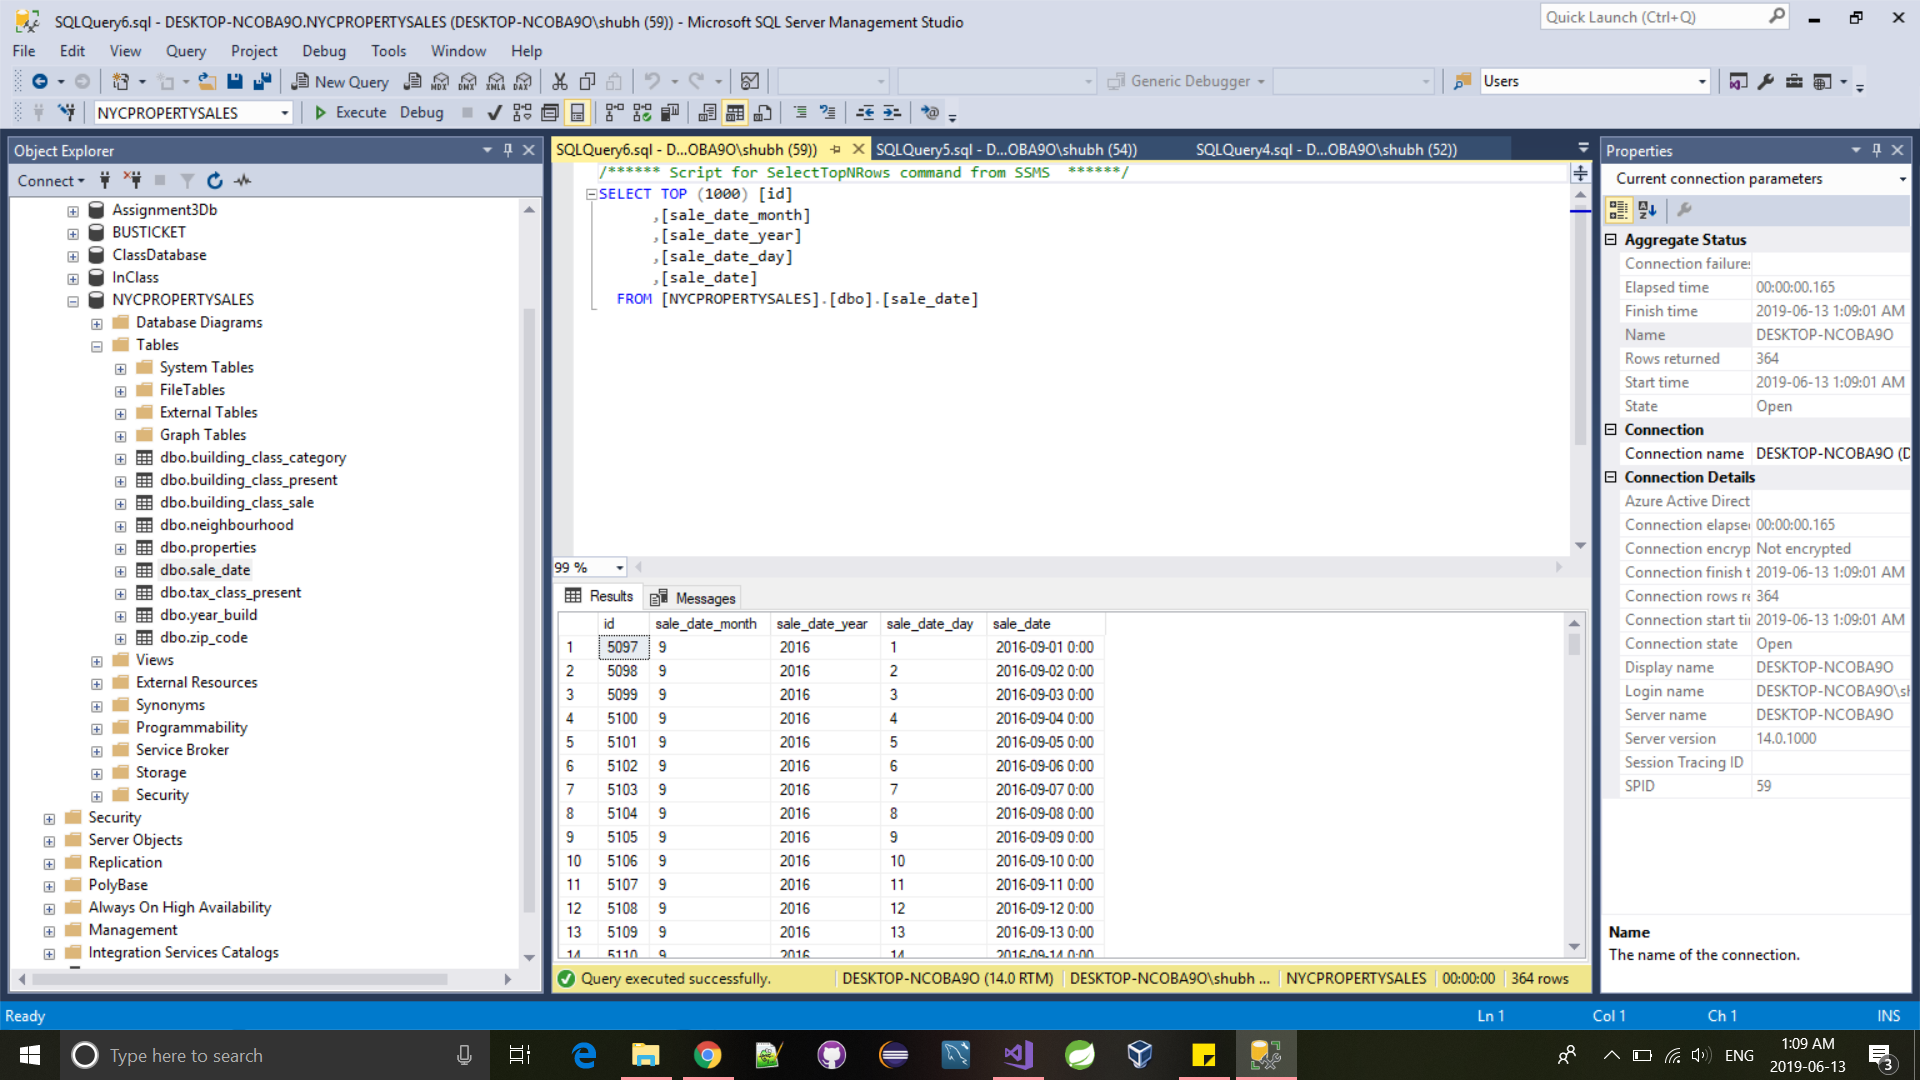 SQLQuery6.sql - DESKTOP-NCOBA9O.NYCPROPERTYSALES (DESKTOP-NCOBA9O\shubh (59)) - Microsoft SQL Server Management Studio
Quick Launch (Ctrl+Q)
File Edit View Query Project Debug Tools Window Help
New Query MDX DMX XMLA DAX Generic Debugger Users
NYCPROPERTYSALES Execute Debug
Object Explorer
Connect
Assignment3Db
BUSTICKET
ClassDatabase
InClass
NYCPROPERTYSALES
Database Diagrams
Tables
System Tables
FileTables
External Tables
Graph Tables
dbo.building_class_category
dbo.building_class_present
dbo.building_class_sale
dbo.neighbourhood
dbo.properties
dbo.sale_date
dbo.tax_class_present
dbo.year_build
dbo.zip_code
Views
External Resources
Synonyms
Programmability
Service Broker
Storage
Security
Security
Server Objects
Replication
PolyBase
Always On High Availability
Management
Integration Services Catalogs
SQLQuery6.sql - D...OBA9O\shubh (59)) SQLQuery5.sql - D...OBA9O\shubh (54)) SQLQuery4.sql - D...OBA9O\shubh (52))
/****** Script for SelectTopNRows command from SSMS  ******/
SELECT TOP (1000) [id]
,[sale_date_month]
,[sale_date_year]
,[sale_date_day]
,[sale_date]
FROM [NYCPROPERTYSALES].[dbo].[sale_date]
99 %
Results Messages
id sale_date_month sale_date_year sale_date_day sale_date
1 5097 9 2016 1 2016-09-01 0:00
2 5098 9 2016 2 2016-09-02 0:00
3 5099 9 2016 3 2016-09-03 0:00
4 5100 9 2016 4 2016-09-04 0:00
5 5101 9 2016 5 2016-09-05 0:00
6 5102 9 2016 6 2016-09-06 0:00
7 5103 9 2016 7 2016-09-07 0:00
8 5104 9 2016 8 2016-09-08 0:00
9 5105 9 2016 9 2016-09-09 0:00
10 5106 9 2016 10 2016-09-10 0:00
11 5107 9 2016 11 2016-09-11 0:00
12 5108 9 2016 12 2016-09-12 0:00
13 5109 9 2016 13 2016-09-13 0:00
14 5110 9 2016 14 2016-09-14 0:00
Query executed successfully. DESKTOP-NCOBA9O (14.0 RTM) DESKTOP-NCOBA9O\shubh ... NYCPROPERTYSALES 00:00:00 364 rows
Properties
Current connection parameters
Aggregate Status
Connection failures
Elapsed time 00:00:00.165
Finish time 2019-06-13 1:09:01 AM
Name DESKTOP-NCOBA9O
Rows returned 364
Start time 2019-06-13 1:09:01 AM
State Open
Connection
Connection name DESKTOP-NCOBA9O (D
Connection Details
Azure Active Direct
Connection elapse 00:00:00.165
Connection encryp Not encrypted
Connection finish t 2019-06-13 1:09:01 AM
Connection rows re 364
Connection start ti 2019-06-13 1:09:01 AM
Connection state Open
Display name DESKTOP-NCOBA9O
Login name DESKTOP-NCOBA9O\sh
Server name DESKTOP-NCOBA9O
Server version 14.0.1000
Session Tracing ID
SPID 59
Name
The name of the connection.
Ready Ln 1 Col 1 Ch 1 INS
Type here to search
ENG 1:09 AM
2019-06-13
3